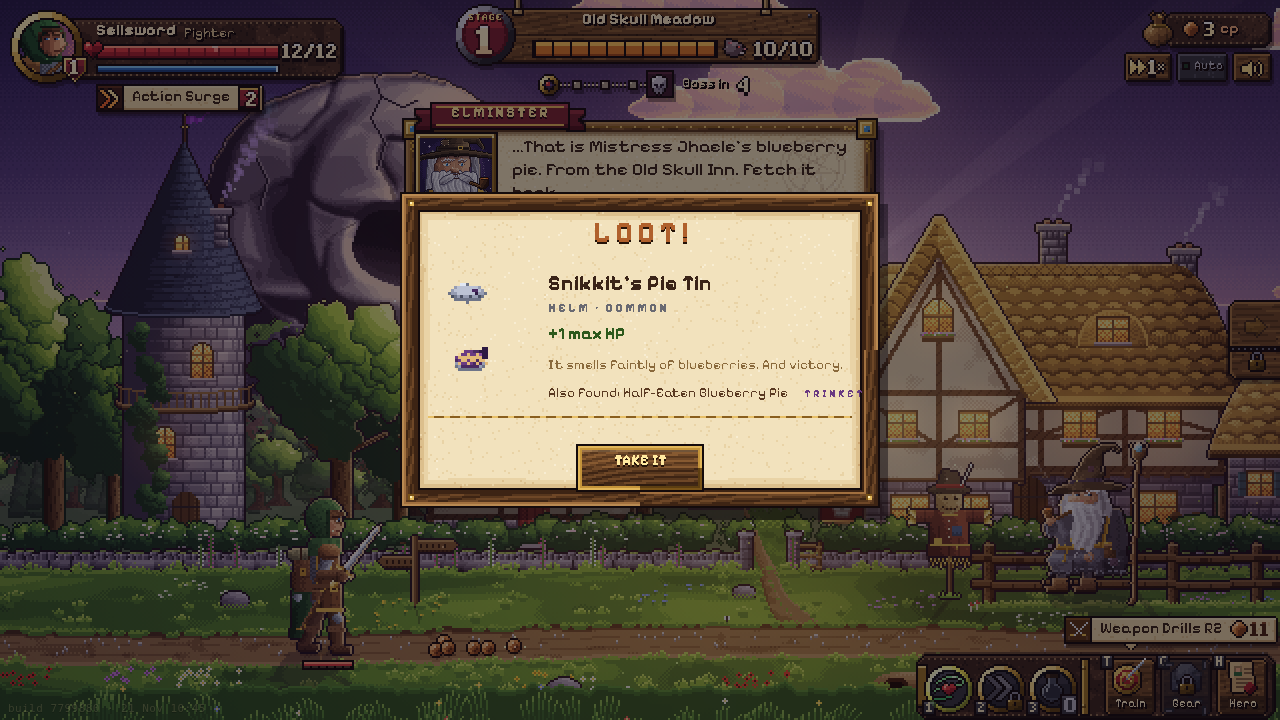 Sellsword Fighter
12/12
1
Action Surge 2
STAGE
1
Old Skull Meadow
10/10
Boss in 4
3 cp
1x
Auto
ELMINSTER
...That is Mistress Jhaele's blueberry
pie. From the Old Skull Inn. Fetch it
LOOT!
Snikkit's Pie Tin
HELM · COMMON
+1 max HP
It smells faintly of blueberries. And victory.
Also found: Half-Eaten Blueberry Pie TRINKET
TAKE IT
Weapon Drills R2 11
1
2
3
0
T
Train
Gear
H
Hero